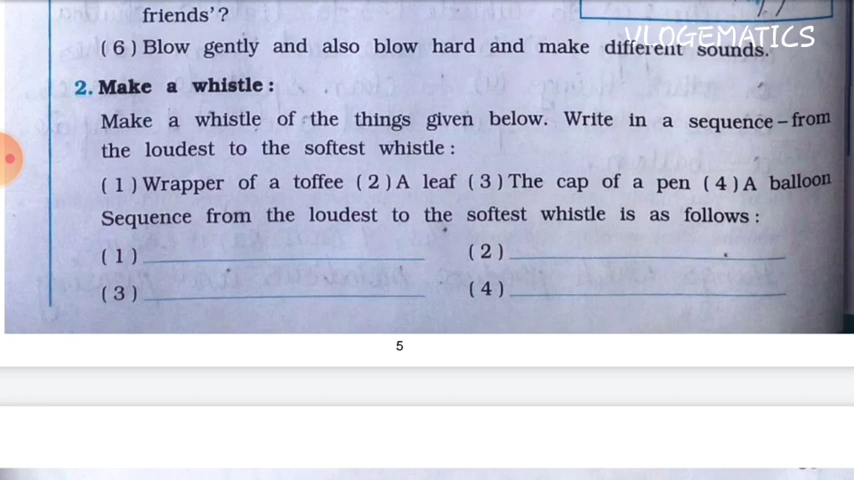 friends'?
VLOGEMATICS
(6) Blow gently and also blow hard and make different sounds.
2. Make a whistle :
Make a whistle of the things given below. Write in a sequence – from
the loudest to the softest whistle :
(1) Wrapper of a toffee (2) A leaf (3) The cap of a pen (4) A balloon
Sequence from the loudest to the softest whistle is as follows :
(1) (2)
(3) (4)
5